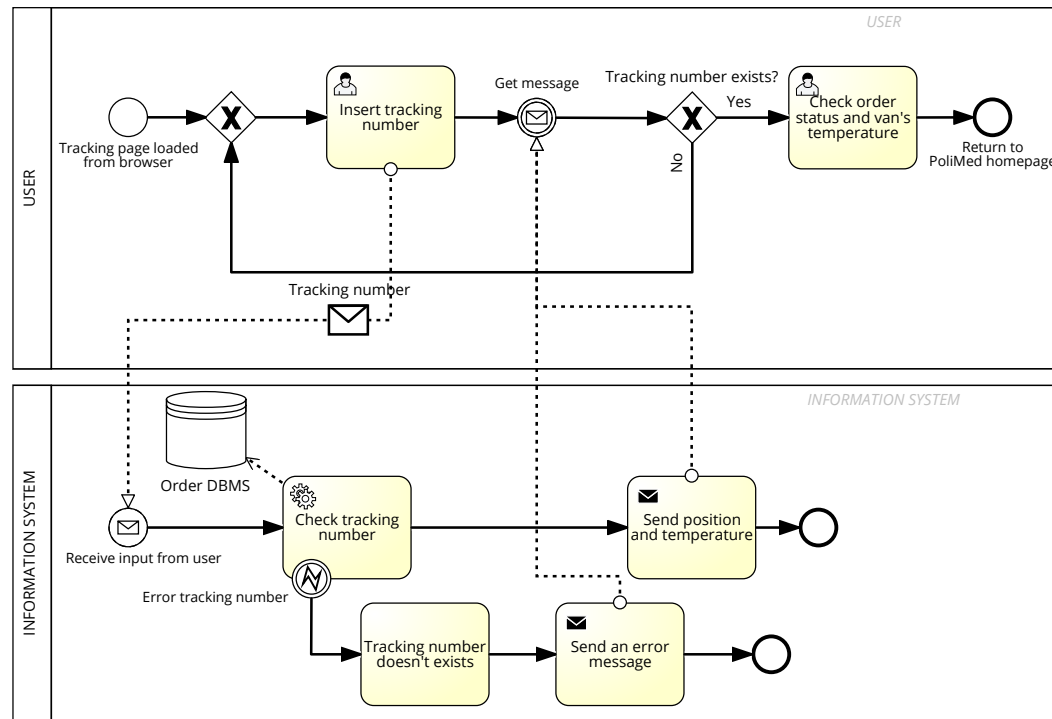 USER
USER
Tracking page loaded
from browser
Insert tracking
number
Get message
Tracking number exists?
Yes
No
Check order
status and van's
temperature
Return to
PoliMed homepage
Tracking number
INFORMATION SYSTEM
INFORMATION SYSTEM
Order DBMS
Receive input from user
Check tracking
number
Error tracking number
Send position
and temperature
Tracking number
doesn't exists
Send an error
message